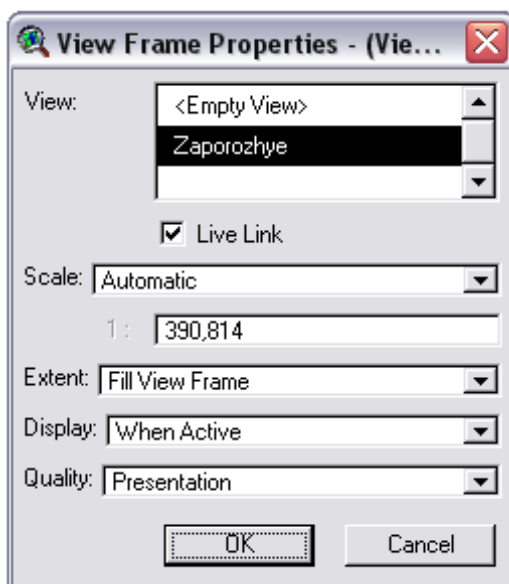 View Frame Properties - (Vie...
View:
<Empty View>
Zaporozhye
Live Link
Scale: Automatic
1 : 390,814
Extent: Fill View Frame
Display: When Active
Quality: Presentation
OK Cancel